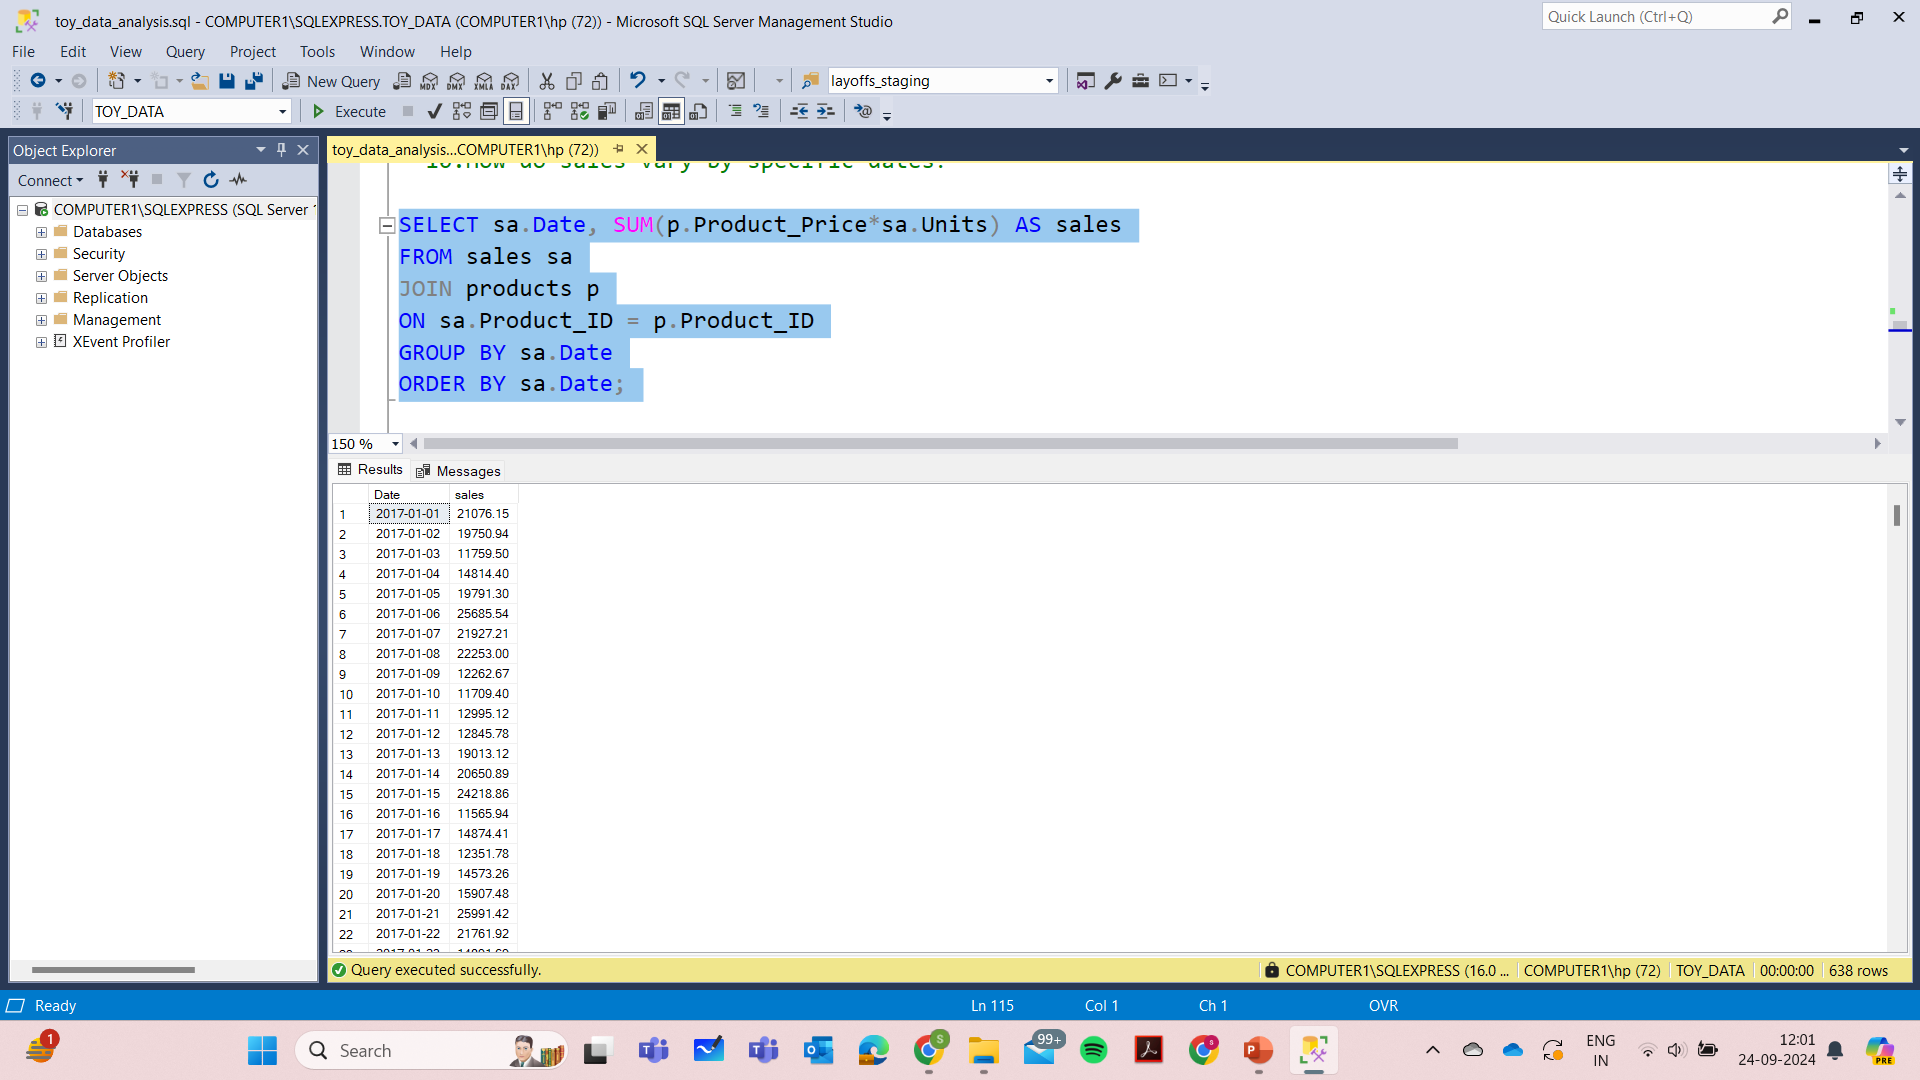 toy_data_analysis.sql - COMPUTER1\SQLEXPRESS.TOY_DATA (COMPUTER1\hp (72)) - Microsoft SQL Server Management Studio
Quick Launch (Ctrl+Q)
File Edit View Query Project Tools Window Help
New Query MDX DMX XMLA DAX layoffs_staging
TOY_DATA Execute
Object Explorer
toy_data_analysis...COMPUTER1\hp (72))
Connect
COMPUTER1\SQLEXPRESS (SQL Server
Databases
Security
Server Objects
Replication
Management
XEvent Profiler
SELECT sa.Date, SUM(p.Product_Price*sa.Units) AS sales
FROM sales sa
JOIN products p
ON sa.Product_ID = p.Product_ID
GROUP BY sa.Date
ORDER BY sa.Date;
150 %
Results Messages
Date sales
1 2017-01-01 21076.15
2 2017-01-02 19750.94
3 2017-01-03 11759.50
4 2017-01-04 14814.40
5 2017-01-05 19791.30
6 2017-01-06 25685.54
7 2017-01-07 21927.21
8 2017-01-08 22253.00
9 2017-01-09 12262.67
10 2017-01-10 11709.40
11 2017-01-11 12995.12
12 2017-01-12 12845.78
13 2017-01-13 19013.12
14 2017-01-14 20650.89
15 2017-01-15 24218.86
16 2017-01-16 11565.94
17 2017-01-17 14874.41
18 2017-01-18 12351.78
19 2017-01-19 14573.26
20 2017-01-20 15907.48
21 2017-01-21 25991.42
22 2017-01-22 21761.92
Query executed successfully.
COMPUTER1\SQLEXPRESS (16.0 ... COMPUTER1\hp (72) TOY_DATA 00:00:00 638 rows
Ready Ln 115 Col 1 Ch 1 OVR
1
Search
99+
ENG
IN
12:01
24-09-2024
PRE